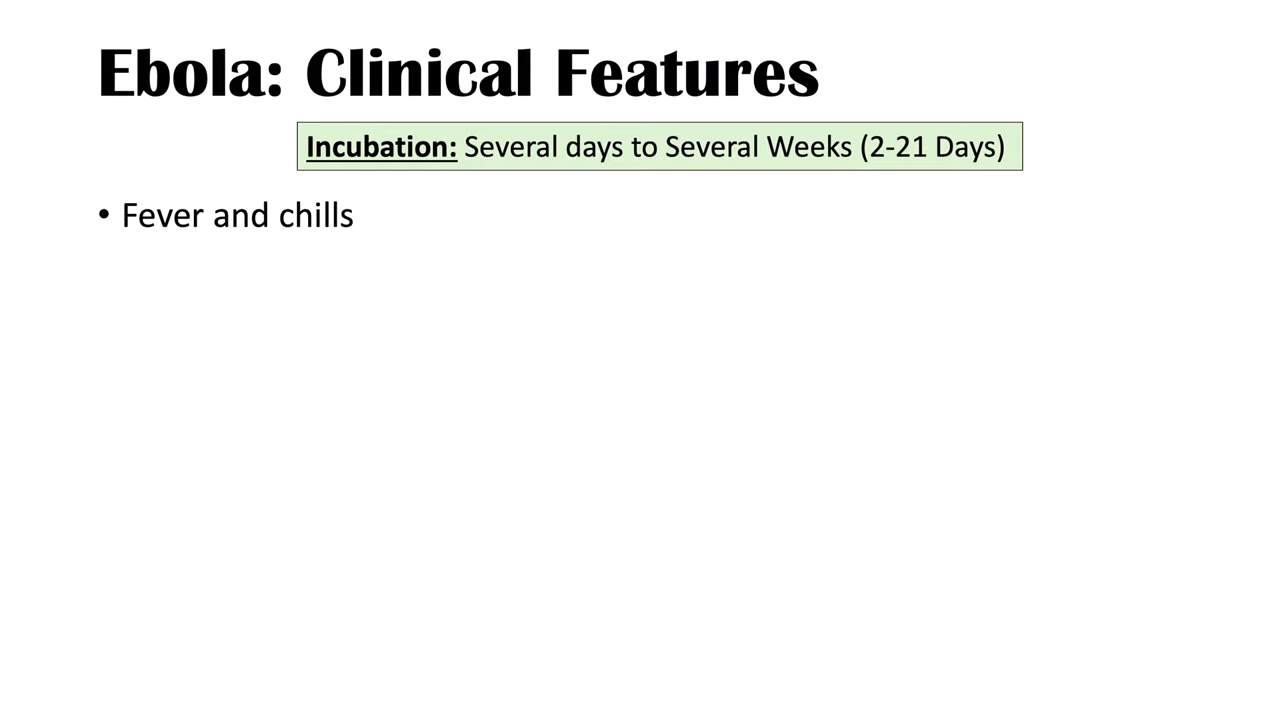 Ebola: Clinical Features
Incubation: Several days to Several Weeks (2-21 Days)
• Fever and chills